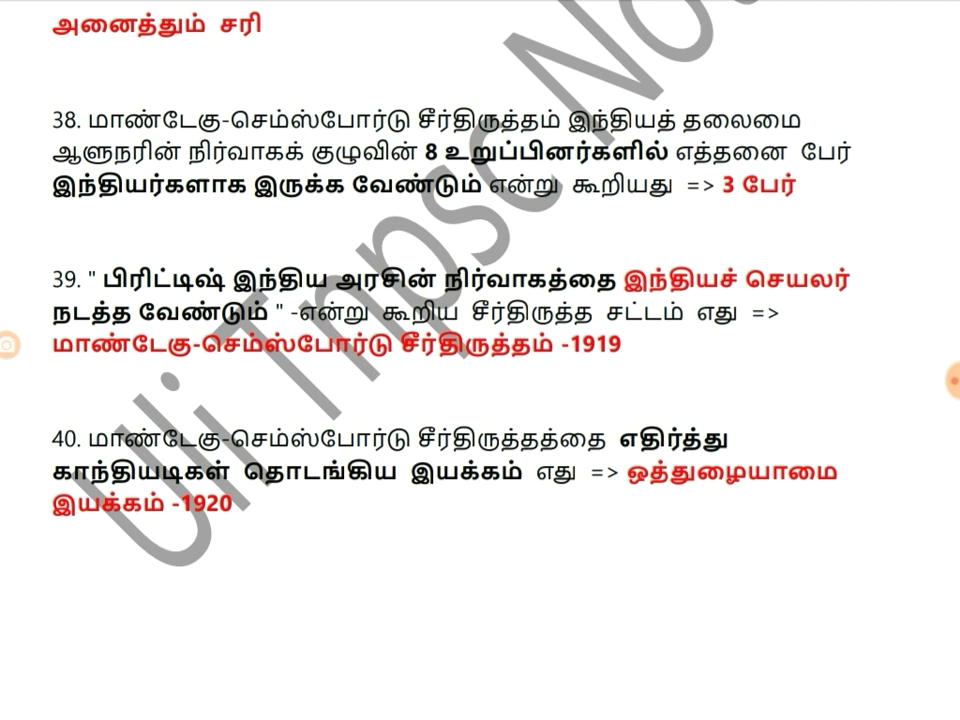 அனைத்தும் சரி
38. மாண்டேகு-செம்ஸ்போர்டு சீர்திருத்தம் இந்தியத் தலைமை
ஆளுநரின் நிர்வாகக் குழுவின் 8 உறுப்பினர்களில் எத்தனை பேர்
இந்தியர்களாக இருக்க வேண்டும் என்று கூறியது => 3 பேர்
39. " பிரிட்டிஷ் இந்திய அரசின் நிர்வாகத்தை இந்தியச் செயலர்
நடத்த வேண்டும் " -என்று கூறிய சீர்திருத்த சட்டம் எது =>
மாண்டேகு-செம்ஸ்போர்டு சீர்திருத்தம் -1919
40. மாண்டேகு-செம்ஸ்போர்டு சீர்திருத்தத்தை எதிர்த்து
காந்தியடிகள் தொடங்கிய இயக்கம் எது => ஒத்துழையாமை
இயக்கம் -1920
Uli Tnpsc